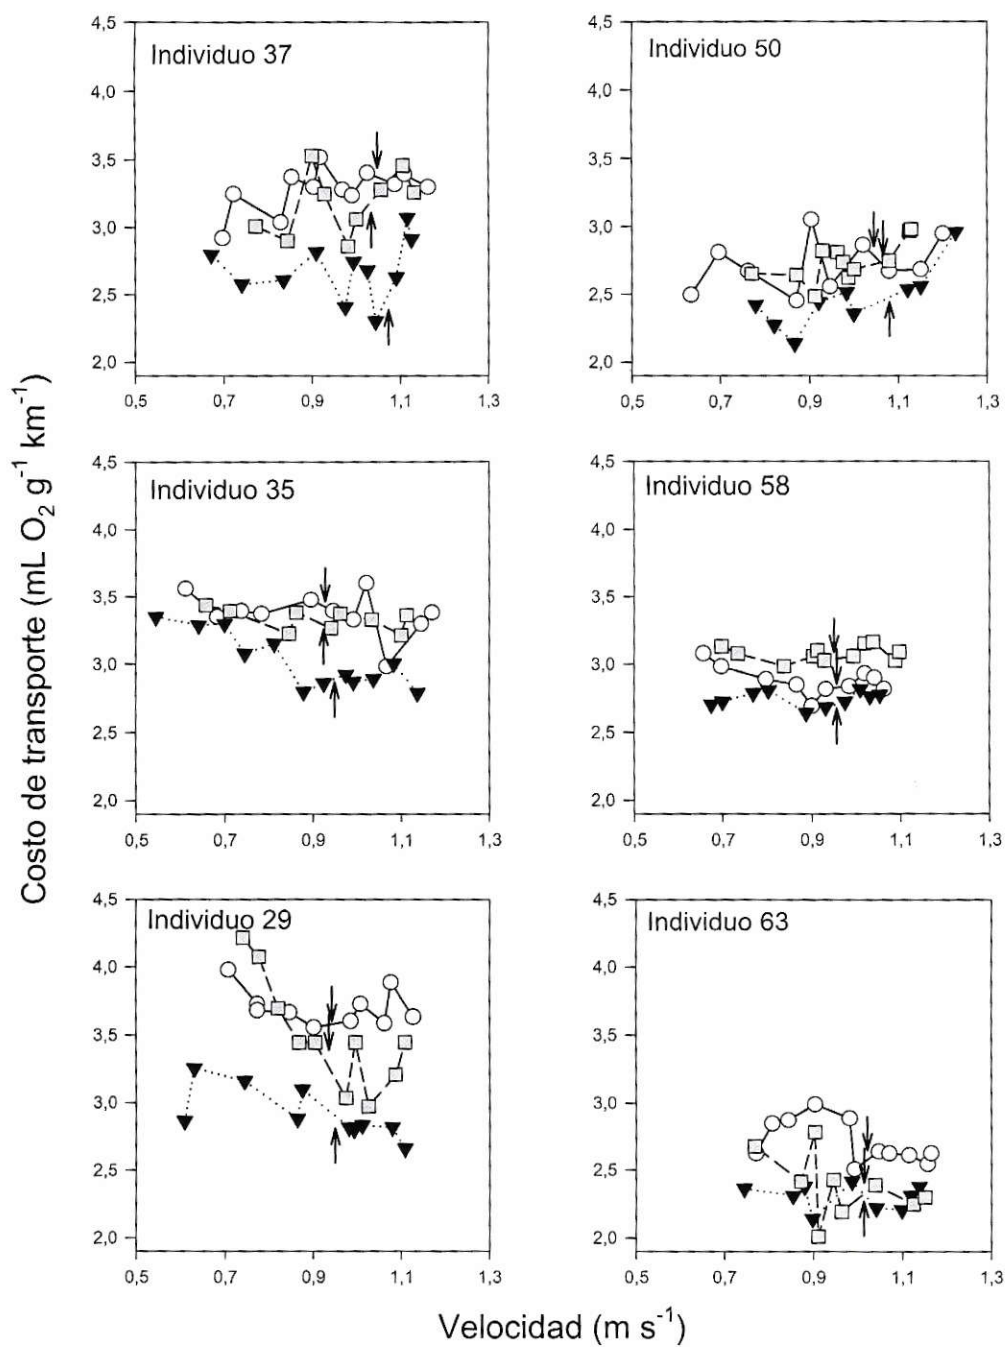 Costo de transporte (mL O₂ g⁻¹ km⁻¹)
Individuo 37
4,5
4,0
3,5
3,0
2,5
2,0
0,5 0,7 0,9 1,1 1,3
Individuo 50
4,5
4,0
3,5
3,0
2,5
2,0
0,5 0,7 0,9 1,1 1,3
Individuo 35
4,5
4,0
3,5
3,0
2,5
2,0
0,5 0,7 0,9 1,1 1,3
Individuo 58
4,5
4,0
3,5
3,0
2,5
2,0
0,5 0,7 0,9 1,1 1,3
Individuo 29
4,5
4,0
3,5
3,0
2,5
2,0
0,5 0,7 0,9 1,1 1,3
Individuo 63
4,5
4,0
3,5
3,0
2,5
2,0
0,5 0,7 0,9 1,1 1,3
Velocidad (m s⁻¹)